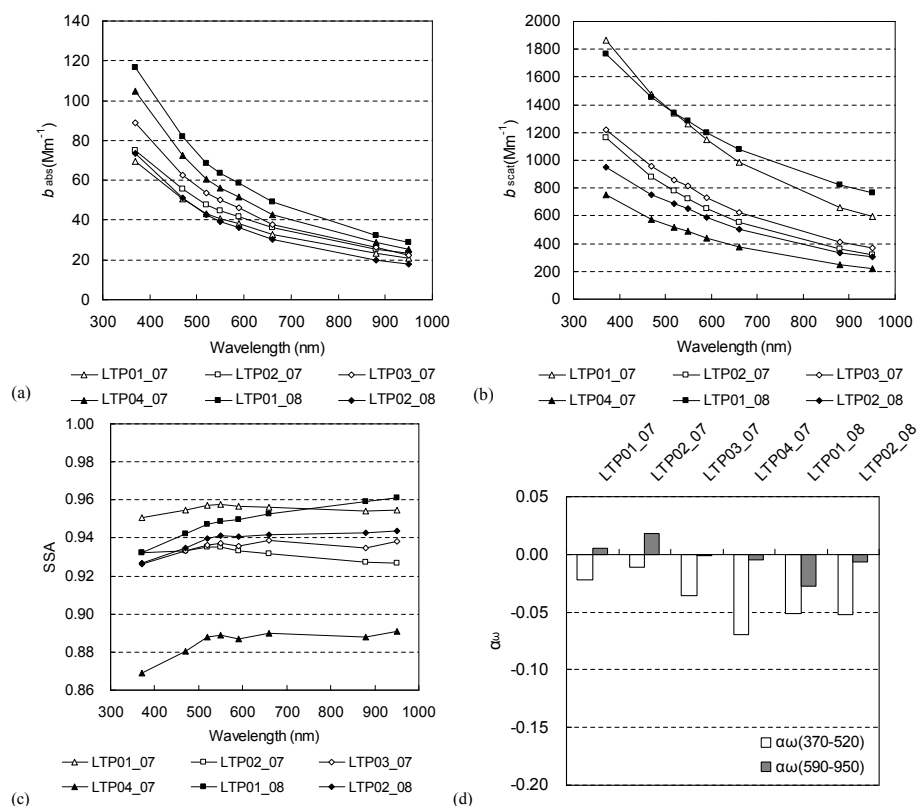 140
120
100
80
60
40
20
0
b abs(Mm-1)
300 400 500 600 700 800 900 1000
Wavelength (nm)
LTP01_07 LTP02_07 LTP03_07
LTP04_07 LTP01_08 LTP02_08
(a)
2000
1800
1600
1400
1200
1000
800
600
400
200
0
b scat(Mm-1)
300 400 500 600 700 800 900 1000
Wavelength (nm)
LTP01_07 LTP02_07 LTP03_07
LTP04_07 LTP01_08 LTP02_08
(b)
1.00
0.98
0.96
0.94
0.92
0.90
0.88
0.86
SSA
300 400 500 600 700 800 900 1000
Wavelength (nm)
LTP01_07 LTP02_07 LTP03_07
LTP04_07 LTP01_08 LTP02_08
(c)
LTP01_07 LTP02_07 LTP03_07 LTP04_07 LTP01_08 LTP02_08
0.05
0.00
-0.05
-0.10
-0.15
-0.20
αω
αω(370-520)
αω(590-950)
(d)